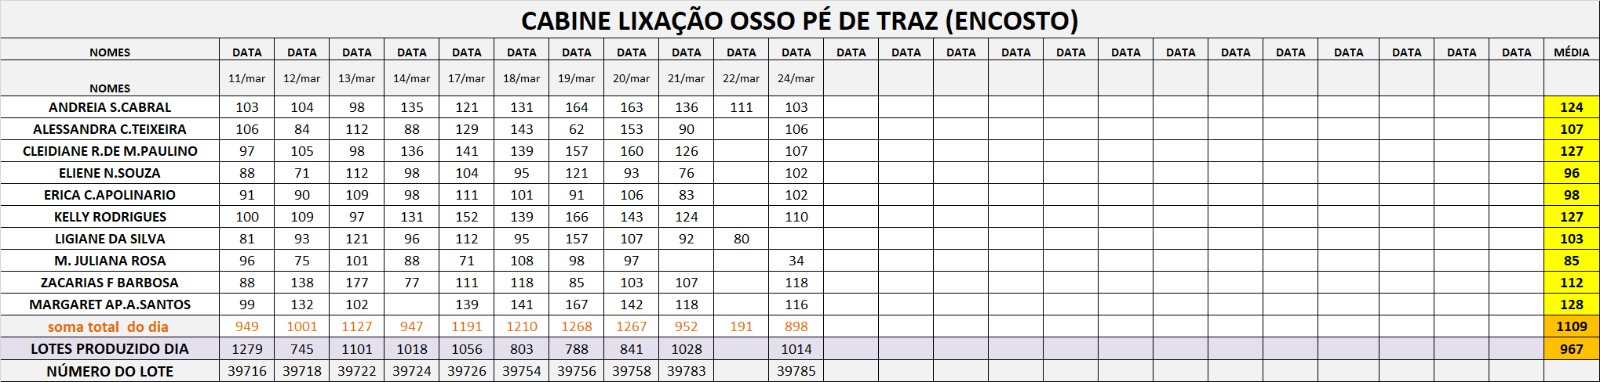 CABINE LIXAÇÃO OSSO PÉ DE TRAZ (ENCOSTO)
NOMES DATA DATA DATA DATA DATA DATA DATA DATA DATA DATA DATA DATA DATA DATA DATA DATA DATA DATA DATA DATA DATA DATA DATA DATA MÉDIA
NOMES 11/mar 12/mar 13/mar 14/mar 17/mar 18/mar 19/mar 20/mar 21/mar 22/mar 24/mar
ANDREIA S.CABRAL 103 104 98 135 121 131 164 163 136 111 103 124
ALESSANDRA C.TEIXEIRA 106 84 112 88 129 143 62 153 90 106 107
CLEIDIANE R.DE M.PAULINO 97 105 98 136 141 139 157 160 126 107 127
ELIENE N.SOUZA 88 71 112 98 104 95 121 93 76 102 96
ERICA C.APOLINARIO 91 90 109 98 111 101 91 106 83 102 98
KELLY RODRIGUES 100 109 97 131 152 139 166 143 124 110 127
LIGIANE DA SILVA 81 93 121 96 112 95 157 107 92 80 103
M. JULIANA ROSA 96 75 101 88 71 108 98 97 34 85
ZACARIAS F BARBOSA 88 138 177 77 111 118 85 103 107 118 112
MARGARET AP.A.SANTOS 99 132 102 139 141 167 142 118 116 128
soma total do dia 949 1001 1127 947 1191 1210 1268 1267 952 191 898 1109
LOTES PRODUZIDO DIA 1279 745 1101 1018 1056 803 788 841 1028 1014 967
NÚMERO DO LOTE 39716 39718 39722 39724 39726 39754 39756 39758 39783 39785